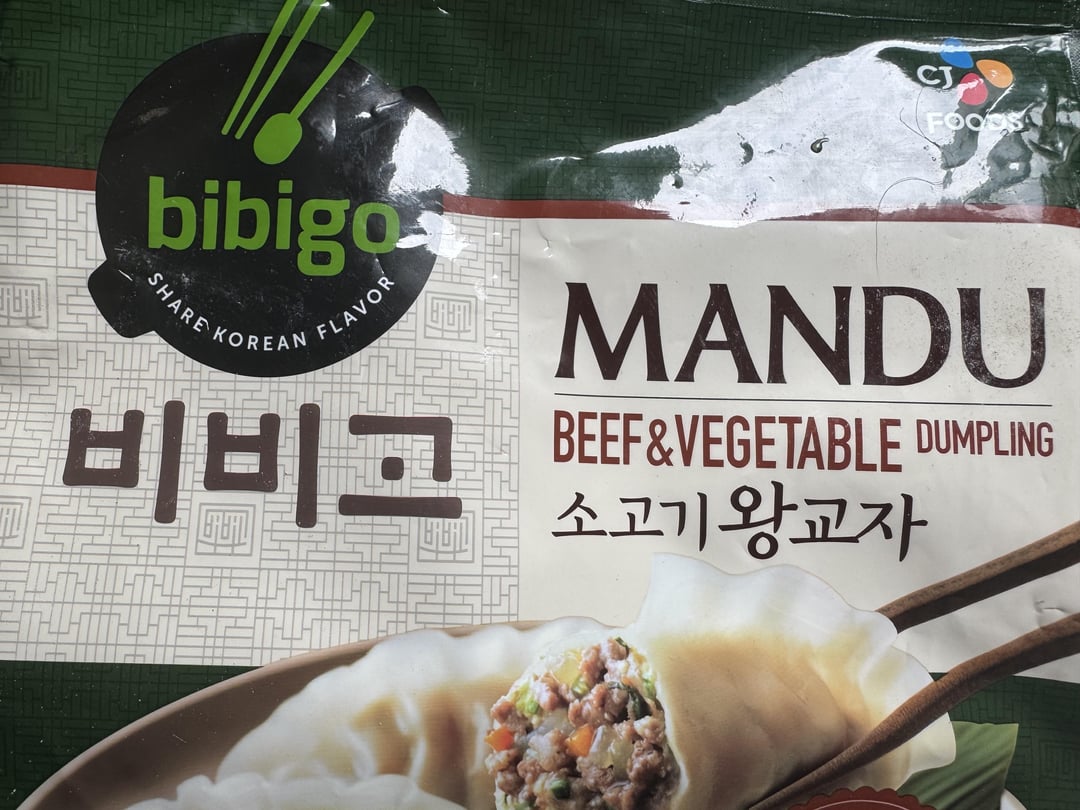 CJ
FOODS
bibigo
SHARE KOREAN FLAVOR
비비고
MANDU
BEEF&VEGETABLE DUMPLING
소고기왕교자